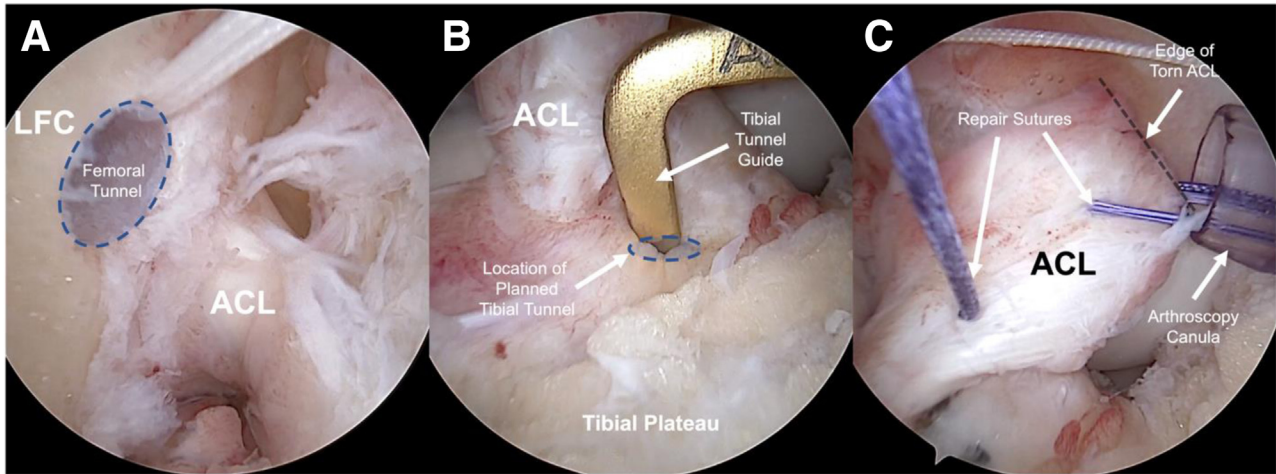 A
LFC
Femoral
Tunnel
ACL
B
ACL
Tibial
Tunnel
Guide
Location of
Planned
Tibial Tunnel
Tibial Plateau
C
Edge of
Torn ACL
Repair Sutures
ACL
Arthroscopy
Canula